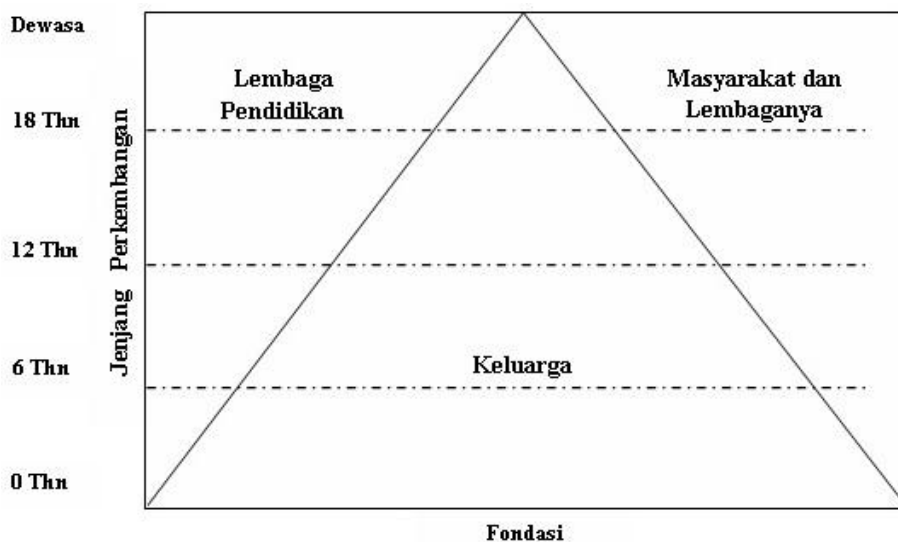 Dewasa
Lembaga
Pendidikan
Masyarakat dan
Lembaganya
18 Thn
12 Thn
Jenjang Perkembangan
6 Thn
Keluarga
0 Thn
Fondasi